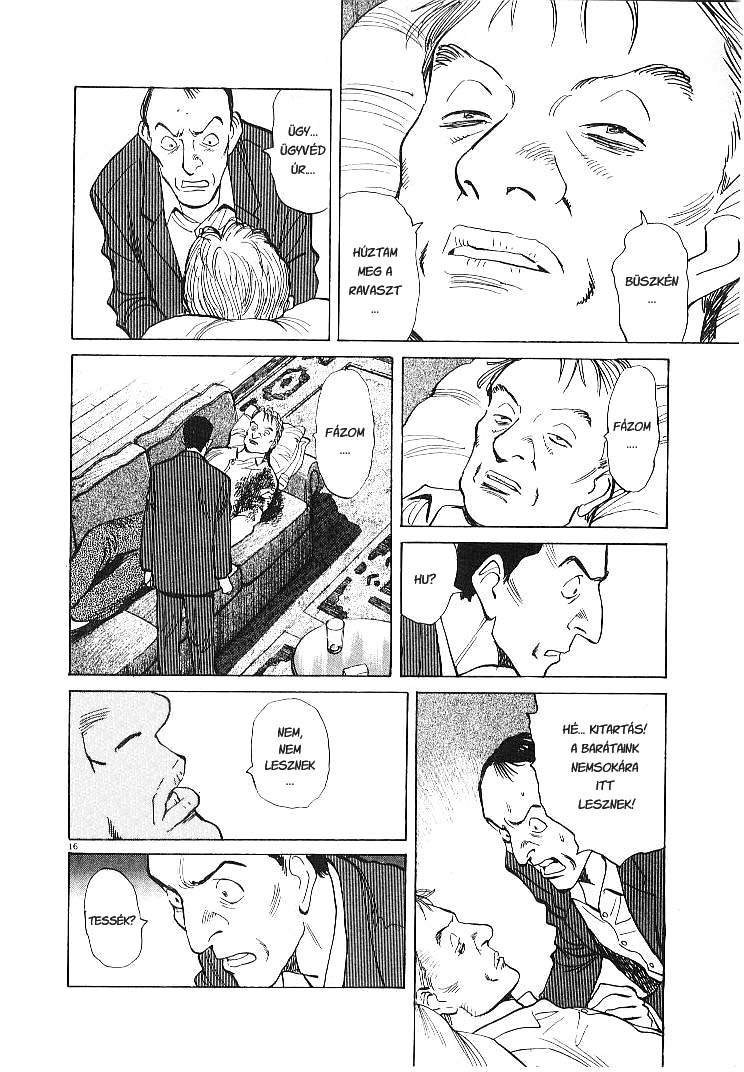 BÜSZKÉN
...
HÚZTAM
MEG A
RAVASZT
...
ÜGY...
ÜGYVÉD
ÚR....
FÁZOM
....
HU?
FÁZOM
....
HÉ... KITARTÁS!
A BARÁTAINK
NEMSOKÁRA
ITT
LESZNEK!
NEM,
NEM
LESZNEK
...
TESSÉK?
16